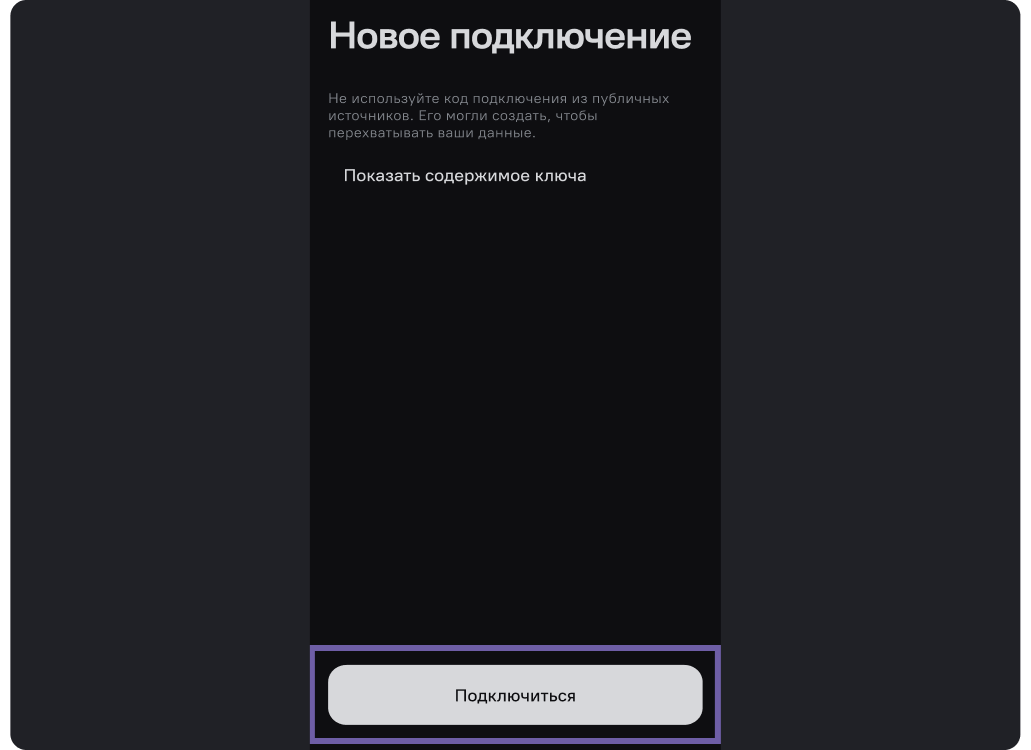 Новое подключение
Не используйте код подключения из публичных
источников. Его могли создать, чтобы
перехватывать ваши данные.
Показать содержимое ключа
Подключиться